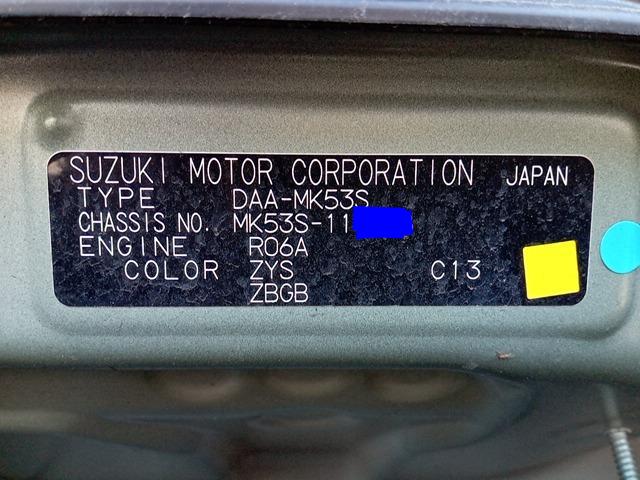 SUZUKI MOTOR CORPORATION JAPAN
TYPE DAA-MK53S
CHASSIS NO. MK53S-11
ENGINE R06A
COLOR ZYS C13
ZBGB